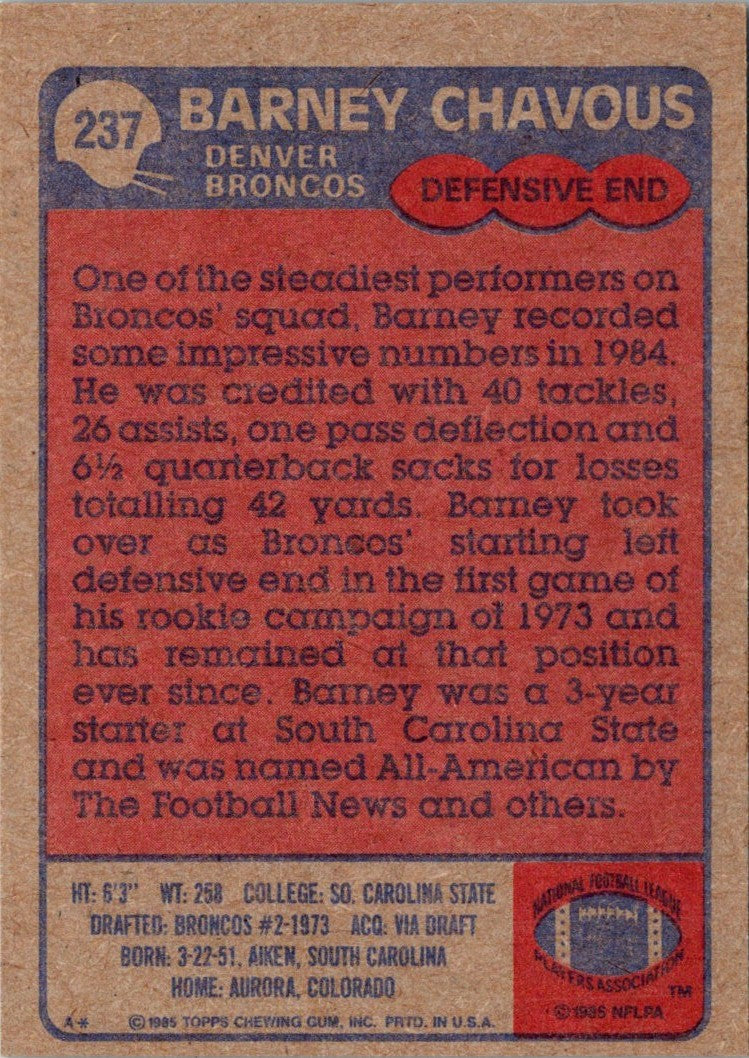 237
BARNEY CHAVOUS
DENVER
BRONCOS
DEFENSIVE END
One of the steadiest performers on
Broncos' squad, Barney recorded
some impressive numbers in 1984.
He was credited with 40 tackles,
26 assists, one pass deflection and
6½ quarterback sacks for losses
totalling 42 yards. Barney took
over as Broncos' starting left
defensive end in the first game of
his rookie campaign of 1973 and
has remained at that position
ever since. Barney was a 3-year
starter at South Carolina State
and was named All-American by
The Football News and others.
HT: 6'3" WT: 258 COLLEGE: SO. CAROLINA STATE
DRAFTED: BRONCOS #2-1973 ACQ: VIA DRAFT
BORN: 3-22-51, AIKEN, SOUTH CAROLINA
HOME: AURORA, COLORADO
A* ©1985 TOPPS CHEWING GUM, INC. PRTD. IN U.S.A.
NATIONAL FOOTBALL LEAGUE
PLAYERS ASSOCIATION
TM
©1985 NFLPA